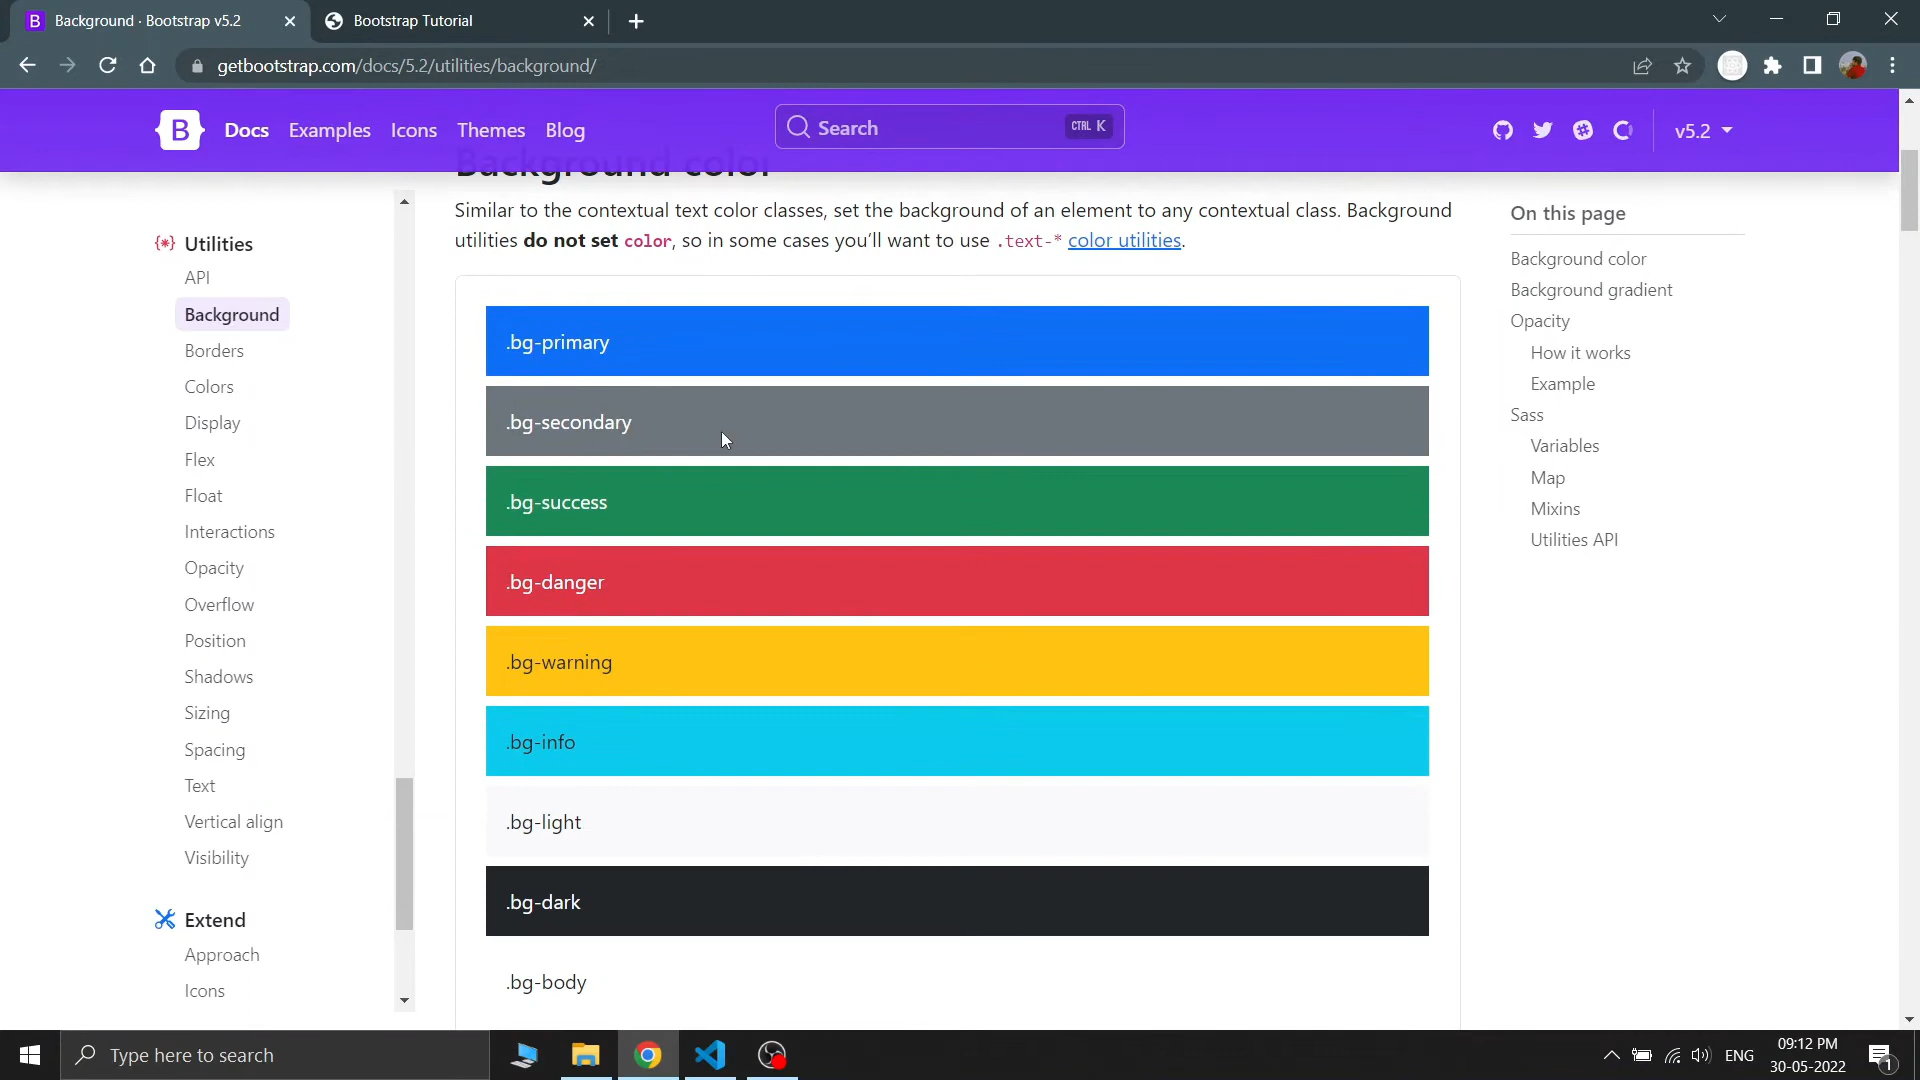 Background · Bootstrap v5.2
Bootstrap Tutorial
getbootstrap.com/docs/5.2/utilities/background/
B
Docs
Examples
Icons
Themes
Blog
Search
CTRL K
v5.2
Background color
Similar to the contextual text color classes, set the background of an element to any contextual class. Background
utilities do not set color, so in some cases you'll want to use .text-* color utilities.
Utilities
API
Background
Borders
Colors
Display
Flex
Float
Interactions
Opacity
Overflow
Position
Shadows
Sizing
Spacing
Text
Vertical align
Visibility
Extend
Approach
Icons
.bg-primary
.bg-secondary
.bg-success
.bg-danger
.bg-warning
.bg-info
.bg-light
.bg-dark
.bg-body
On this page
Background color
Background gradient
Opacity
How it works
Example
Sass
Variables
Map
Mixins
Utilities API
Type here to search
ENG
09:12 PM
30-05-2022
1